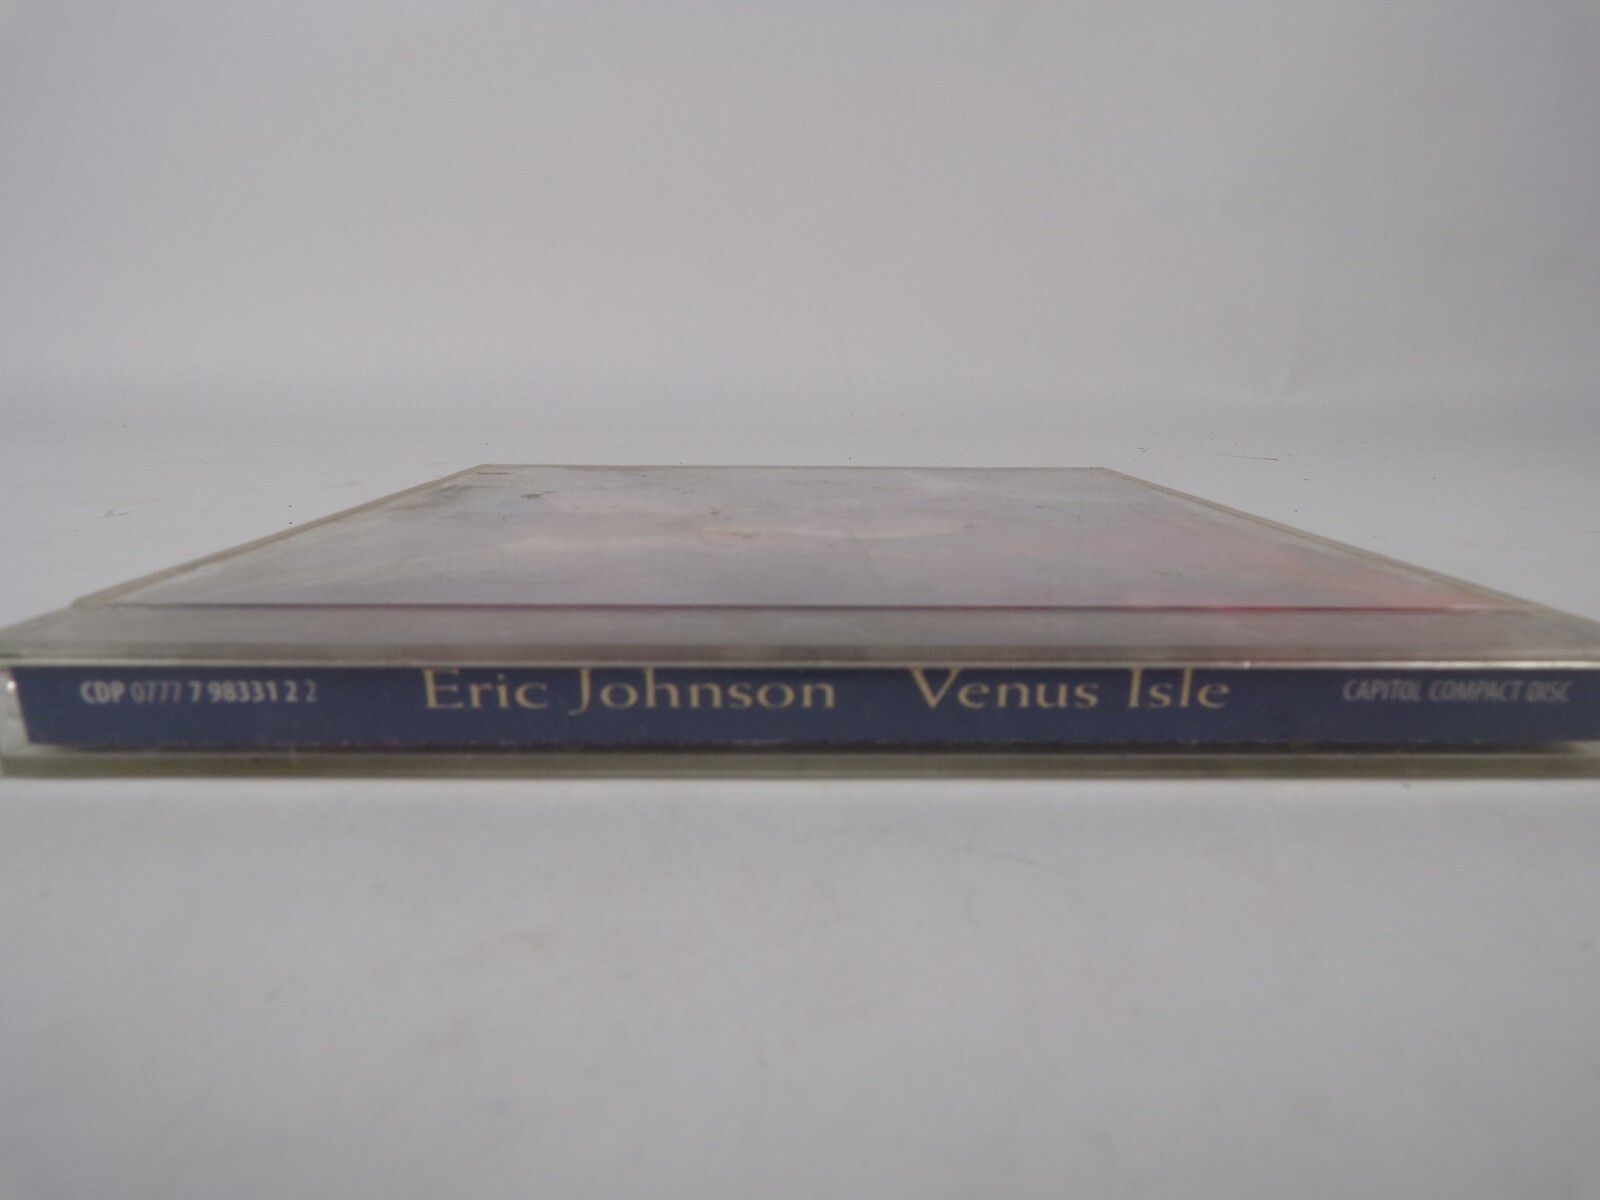 CDP 0777 7 98331 2 2 Eric Johnson Venus Isle CAPITOL COMPACT DISC